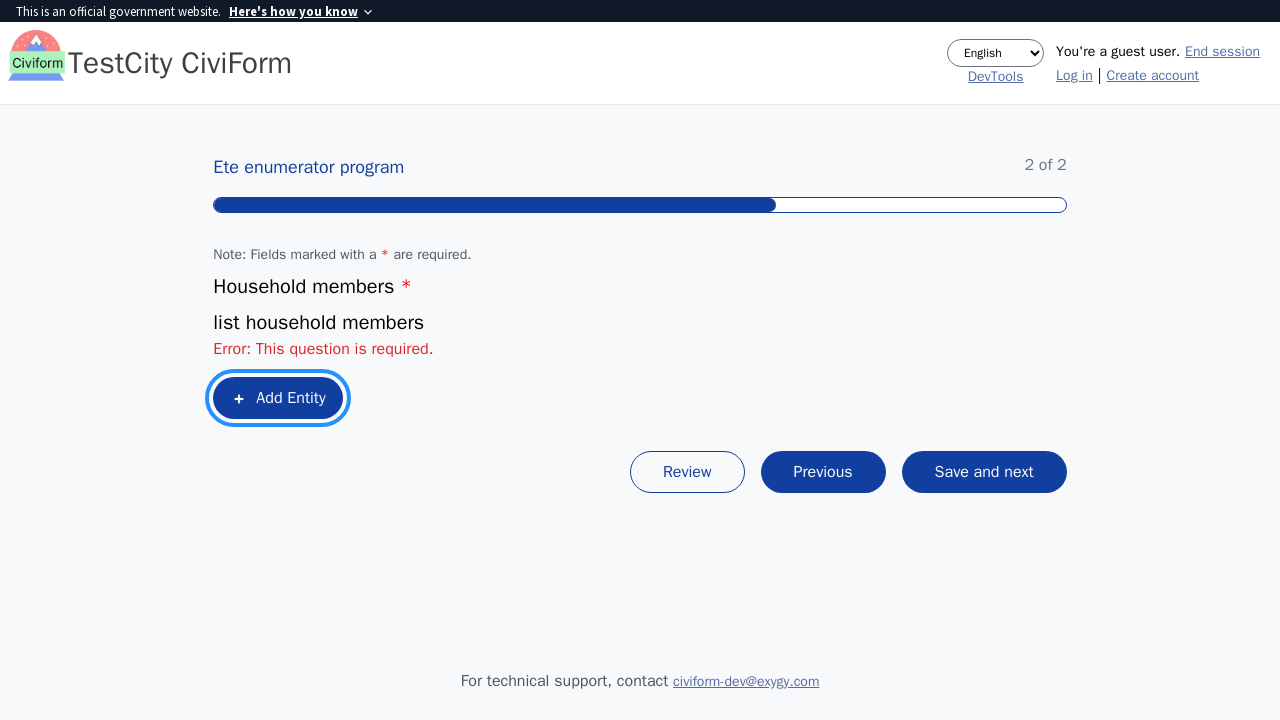 This is an official government website. Here's how you know
Civiform
TestCity CiviForm
English
DevTools
You're a guest user. End session
Log in | Create account
Ete enumerator program
2 of 2
Note: Fields marked with a * are required.
Household members *
list household members
Error: This question is required.
+ Add Entity
Review
Previous
Save and next
For technical support, contact civiform-dev@exygy.com